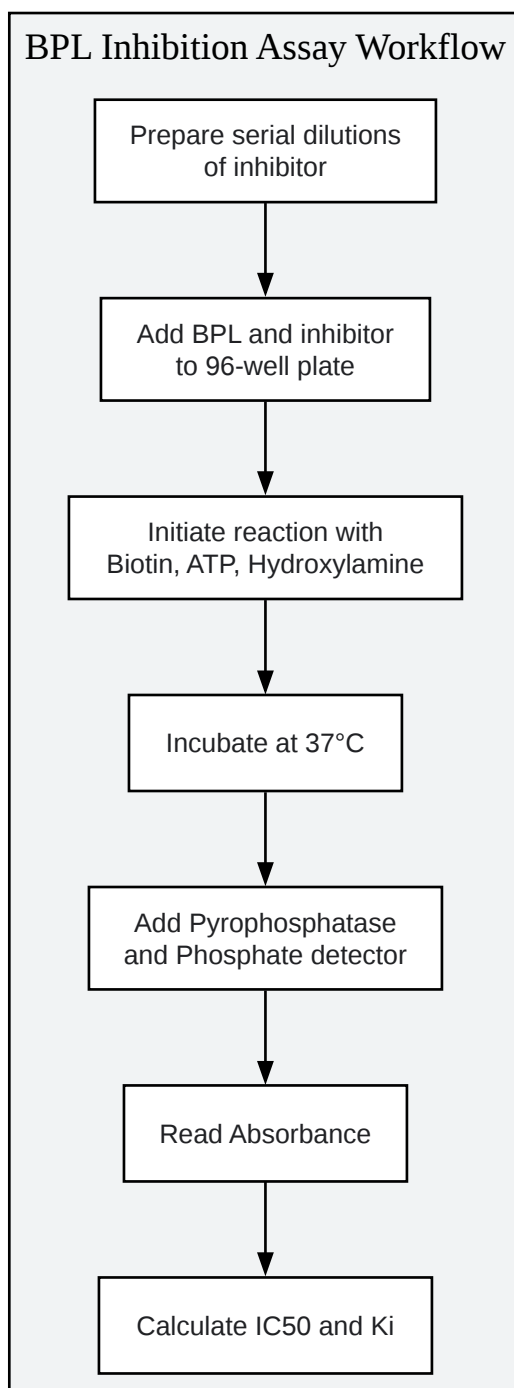 BPL Inhibition Assay Workflow
Prepare serial dilutions
of inhibitor
Add BPL and inhibitor
to 96-well plate
Initiate reaction with
Biotin, ATP, Hydroxylamine
Incubate at 37°C
Add Pyrophosphatase
and Phosphate detector
Read Absorbance
Calculate IC50 and Ki